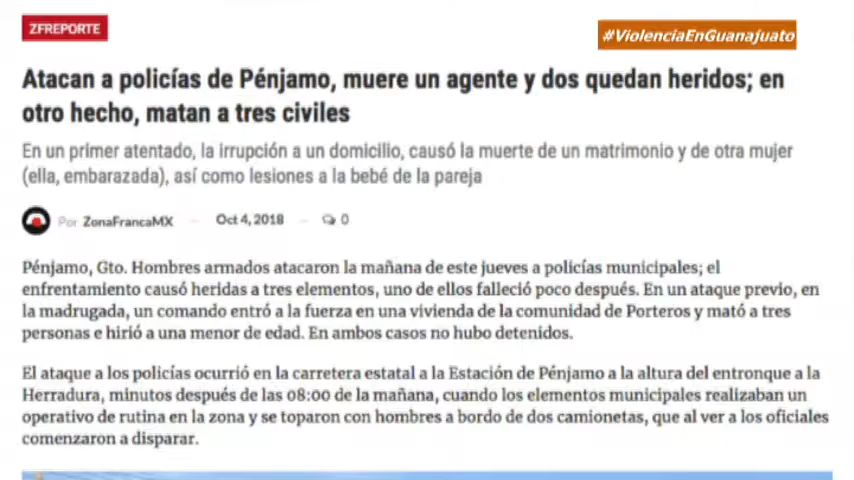 ZFREPORTE
#ViolenciaEnGuanajuato
Atacan a policías de Pénjamo, muere un agente y dos quedan heridos; en
otro hecho, matan a tres civiles
En un primer atentado, la irrupción a un domicilio, causó la muerte de un matrimonio y de otra mujer
(ella, embarazada), así como lesiones a la bebé de la pareja
Por ZonaFrancaMX — Oct 4, 2018 — 0
Pénjamo, Gto. Hombres armados atacaron la mañana de este jueves a policías municipales; el
enfrentamiento causó heridas a tres elementos, uno de ellos falleció poco después. En un ataque previo, en
la madrugada, un comando entró a la fuerza en una vivienda de la comunidad de Porteros y mató a tres
personas e hirió a una menor de edad. En ambos casos no hubo detenidos.
El ataque a los policías ocurrió en la carretera estatal a la Estación de Pénjamo a la altura del entronque a la
Herradura, minutos después de las 08:00 de la mañana, cuando los elementos municipales realizaban un
operativo de rutina en la zona y se toparon con hombres a bordo de dos camionetas, que al ver a los oficiales
comenzaron a disparar.